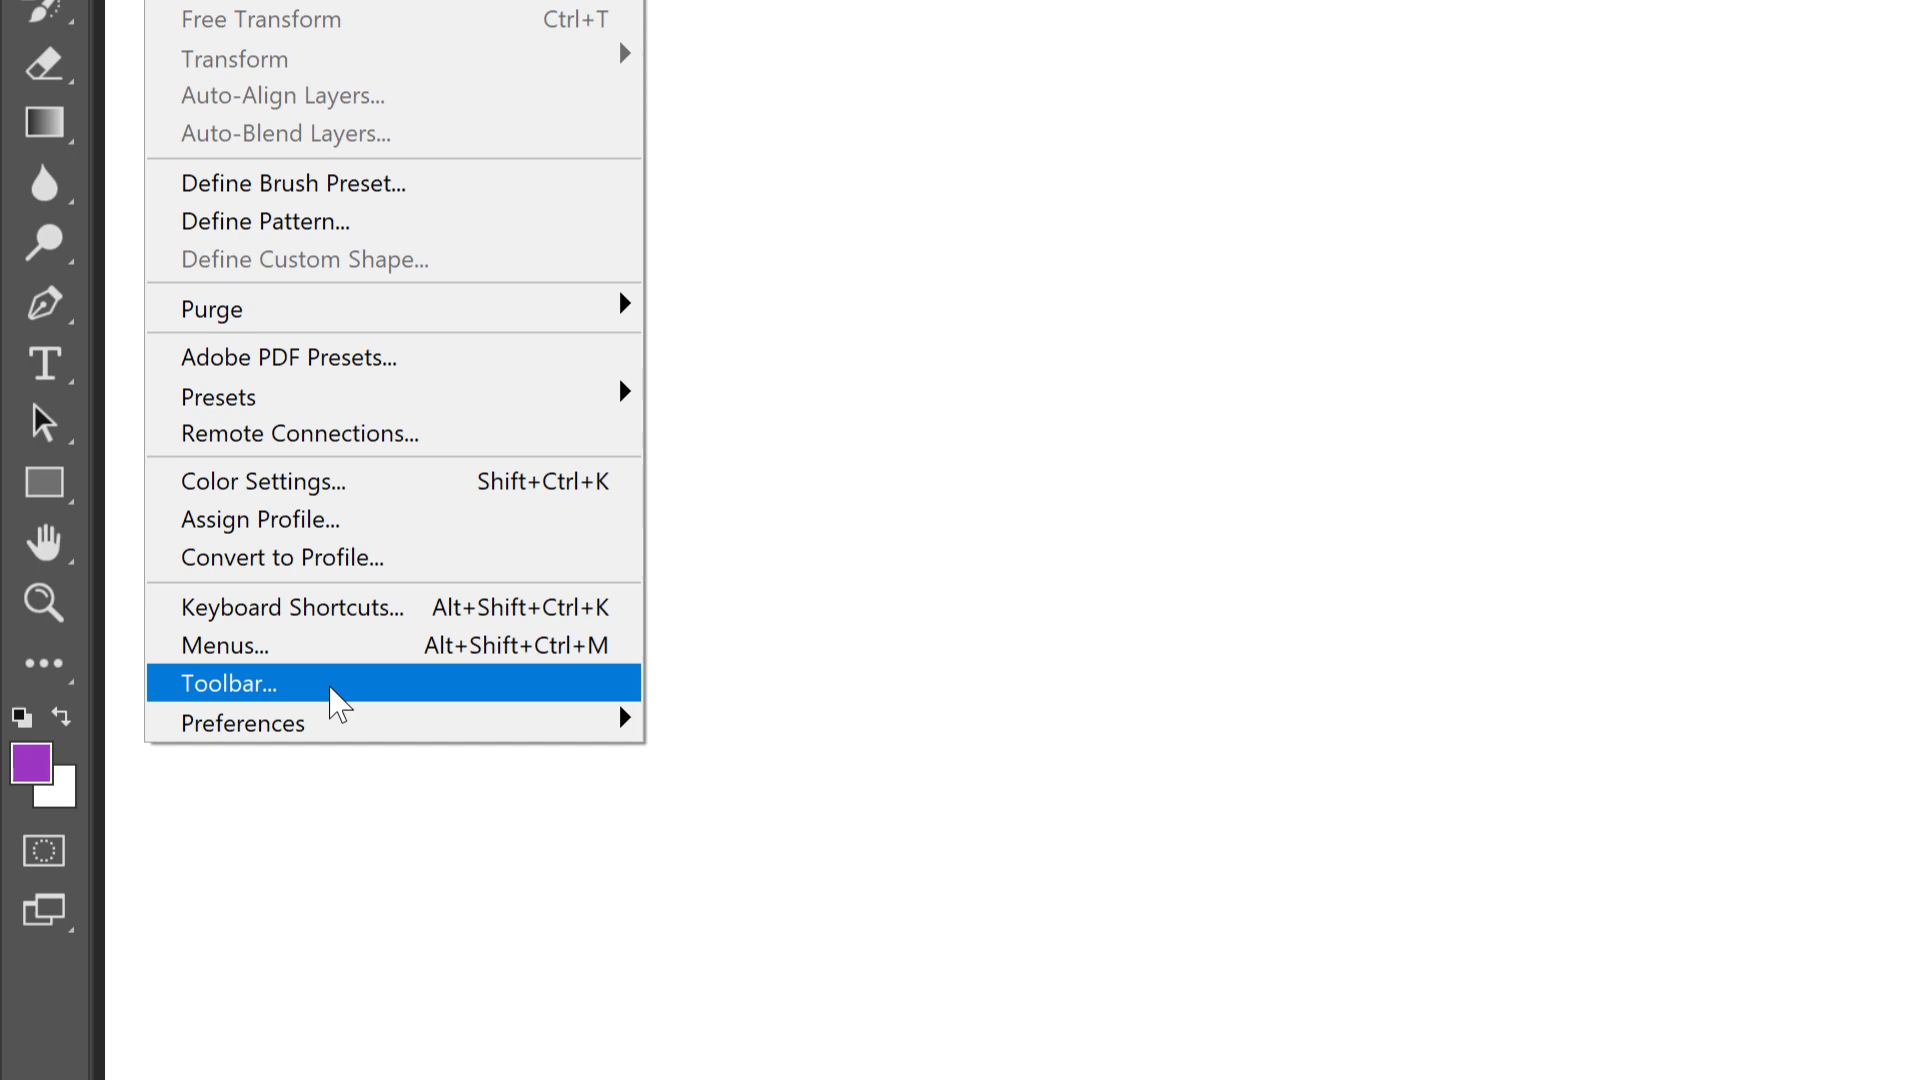 Free Transform Ctrl+T
Transform
Auto-Align Layers...
Auto-Blend Layers...
Define Brush Preset...
Define Pattern...
Define Custom Shape...
Purge
Adobe PDF Presets...
Presets
Remote Connections...
Color Settings... Shift+Ctrl+K
Assign Profile...
Convert to Profile...
Keyboard Shortcuts... Alt+Shift+Ctrl+K
Menus... Alt+Shift+Ctrl+M
Toolbar...
Preferences